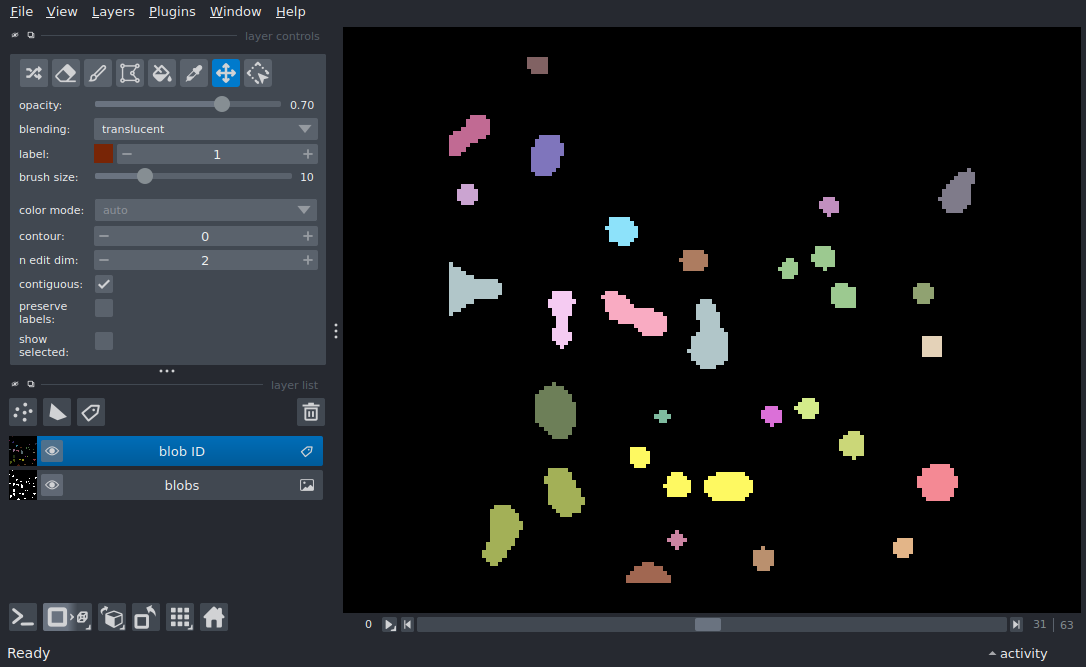 File View Layers Plugins Window Help
layer controls
opacity: 0.70
blending: translucent
label: 1
brush size: 10
color mode: auto
contour: 0
n edit dim: 2
contiguous:
preserve
labels:
show
selected:
layer list
blob ID
blobs
0 31 63
Ready activity